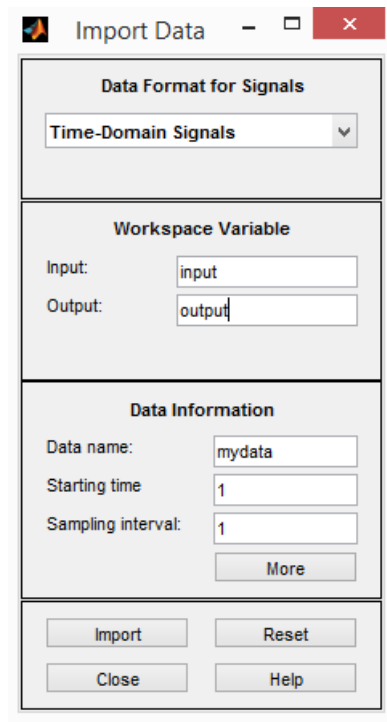 Import Data
Data Format for Signals
Time-Domain Signals
Workspace Variable
Input: input
Output: output
Data Information
Data name: mydata
Starting time 1
Sampling interval: 1
More
Import Reset
Close Help